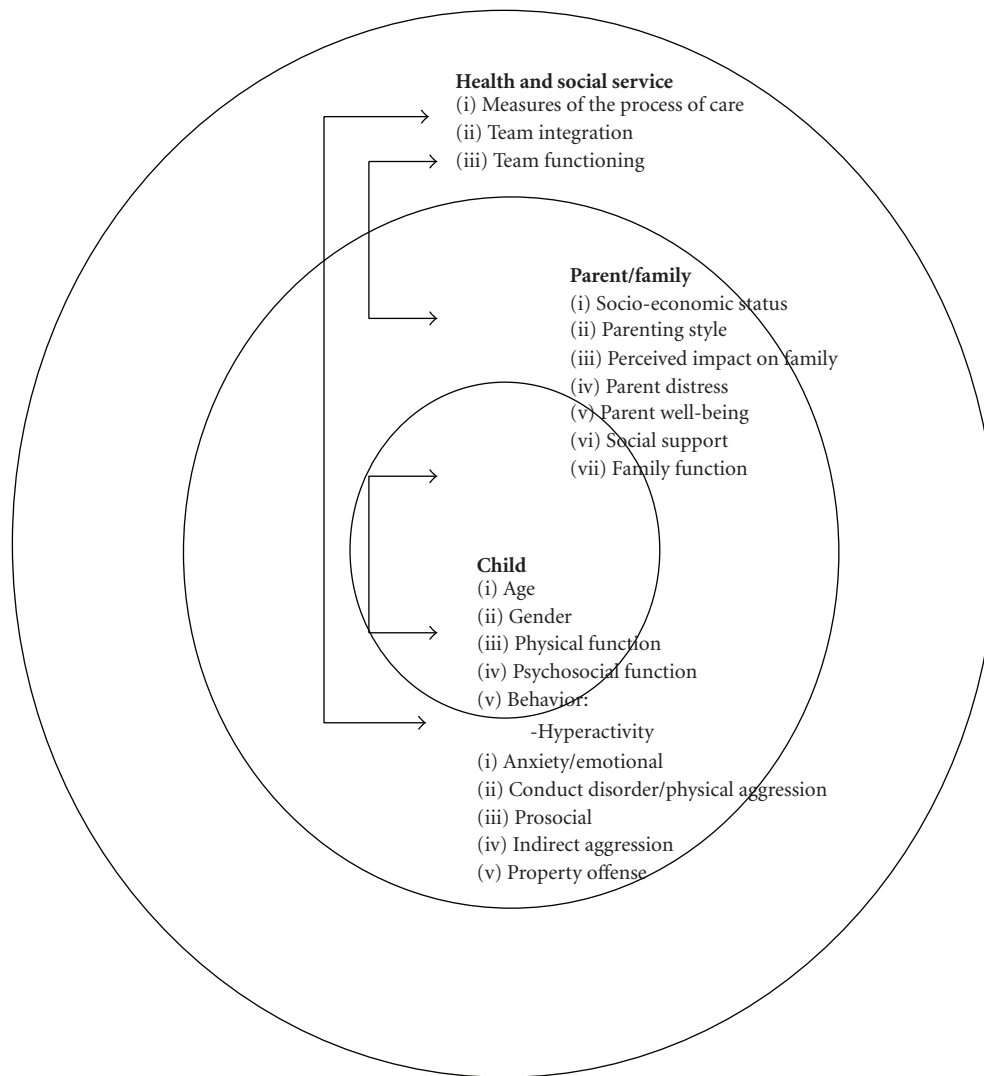 Health and social service
(i) Measures of the process of care
(ii) Team integration
(iii) Team functioning
Parent/family
(i) Socio-economic status
(ii) Parenting style
(iii) Perceived impact on family
(iv) Parent distress
(v) Parent well-being
(vi) Social support
(vii) Family function
Child
(i) Age
(ii) Gender
(iii) Physical function
(iv) Psychosocial function
(v) Behavior:
-Hyperactivity
(i) Anxiety/emotional
(ii) Conduct disorder/physical aggression
(iii) Prosocial
(iv) Indirect aggression
(v) Property offense